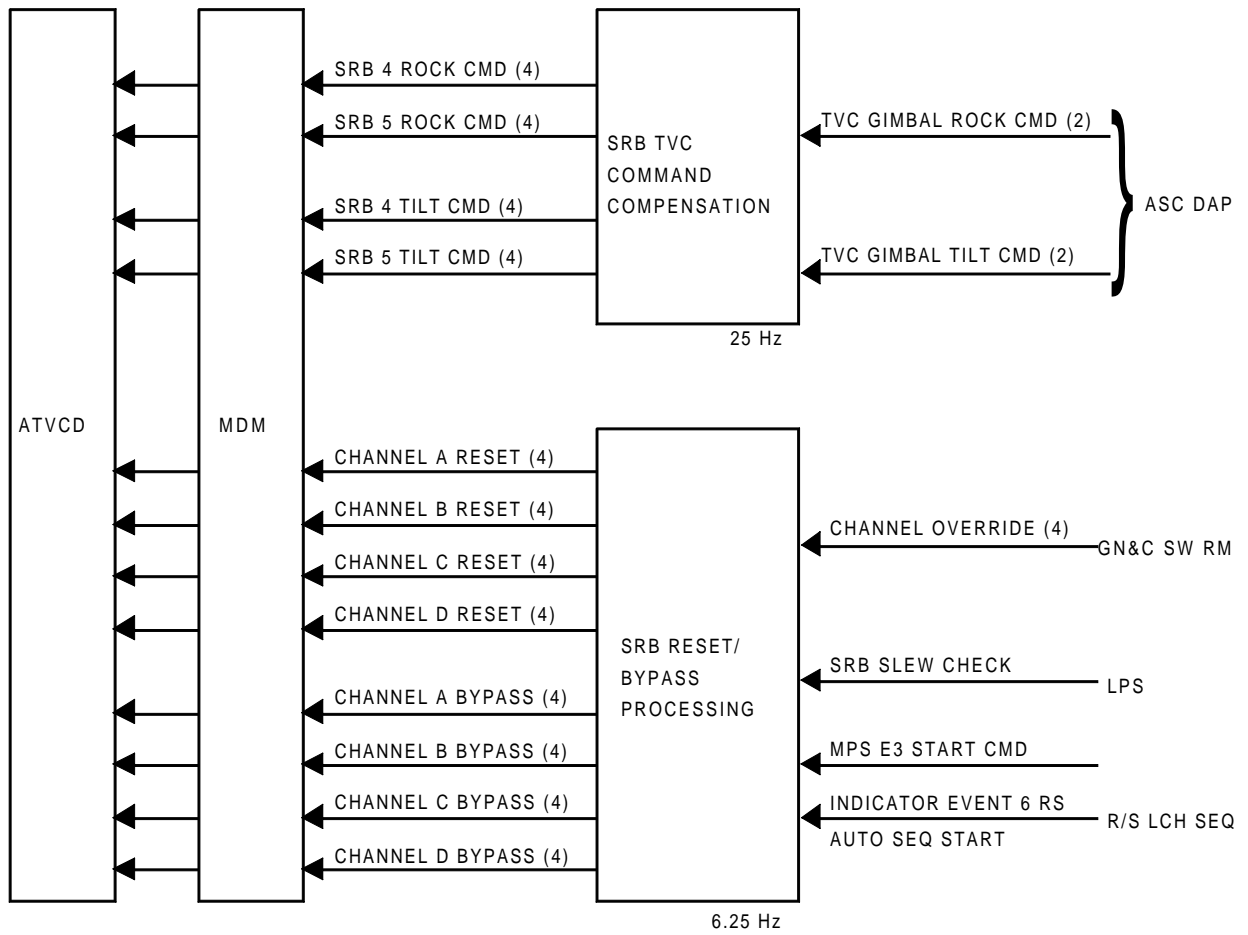 SRB 4 ROCK CMD (4)
SRB 5 ROCK CMD (4)
SRB 4 TILT CMD (4)
SRB 5 TILT CMD (4)
SRB TVC
COMMAND
COMPENSATION
TVC GIMBAL ROCK CMD (2)
TVC GIMBAL TILT CMD (2)
ASC DAP
25 Hz
ATVCD
MDM
CHANNEL A RESET (4)
CHANNEL B RESET (4)
CHANNEL C RESET (4)
CHANNEL D RESET (4)
CHANNEL A BYPASS (4)
CHANNEL B BYPASS (4)
CHANNEL C BYPASS (4)
CHANNEL D BYPASS (4)
SRB RESET/
BYPASS
PROCESSING
CHANNEL OVERRIDE (4)
GN&C SW RM
SRB SLEW CHECK
LPS
MPS E3 START CMD
INDICATOR EVENT 6 RS
AUTO SEQ START
R/S LCH SEQ
6.25 Hz